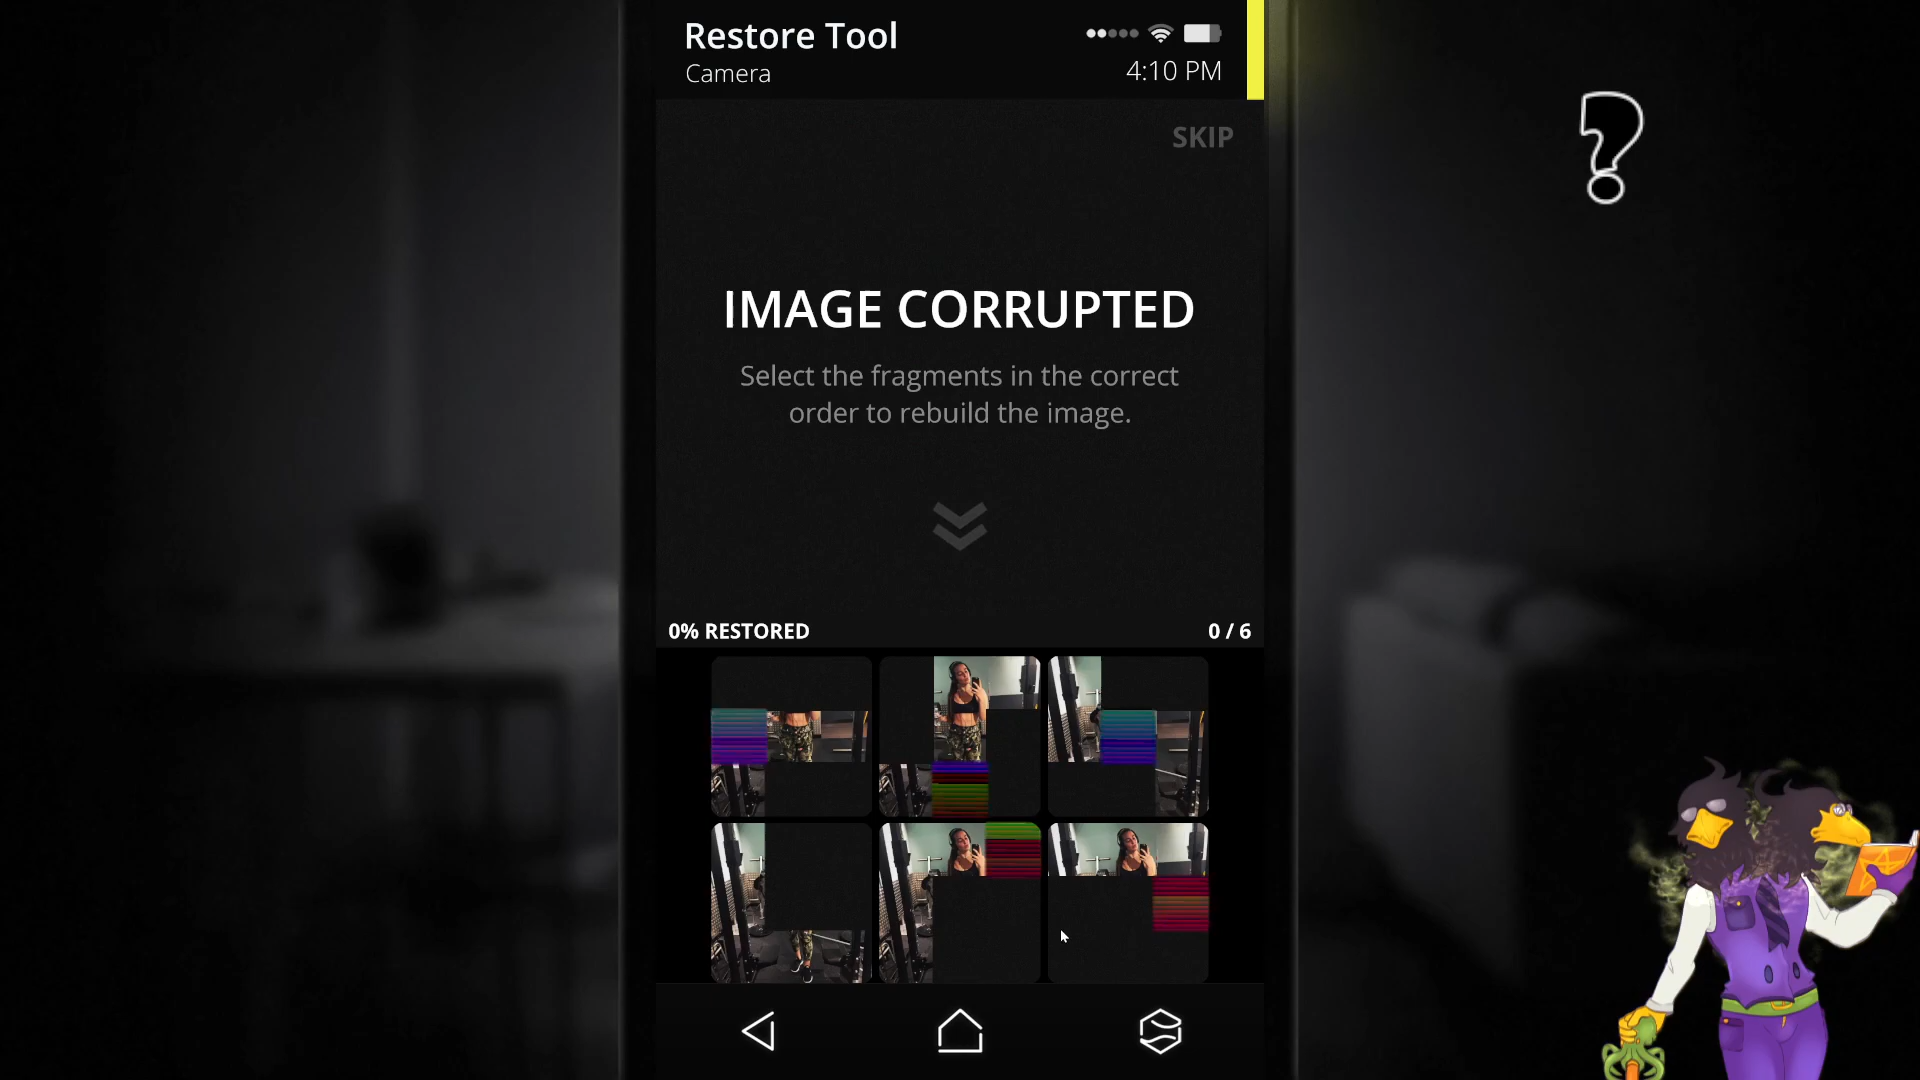 Restore Tool
Camera
4:10 PM
SKIP
IMAGE CORRUPTED
Select the fragments in the correct
order to rebuild the image.
0% RESTORED
0 / 6